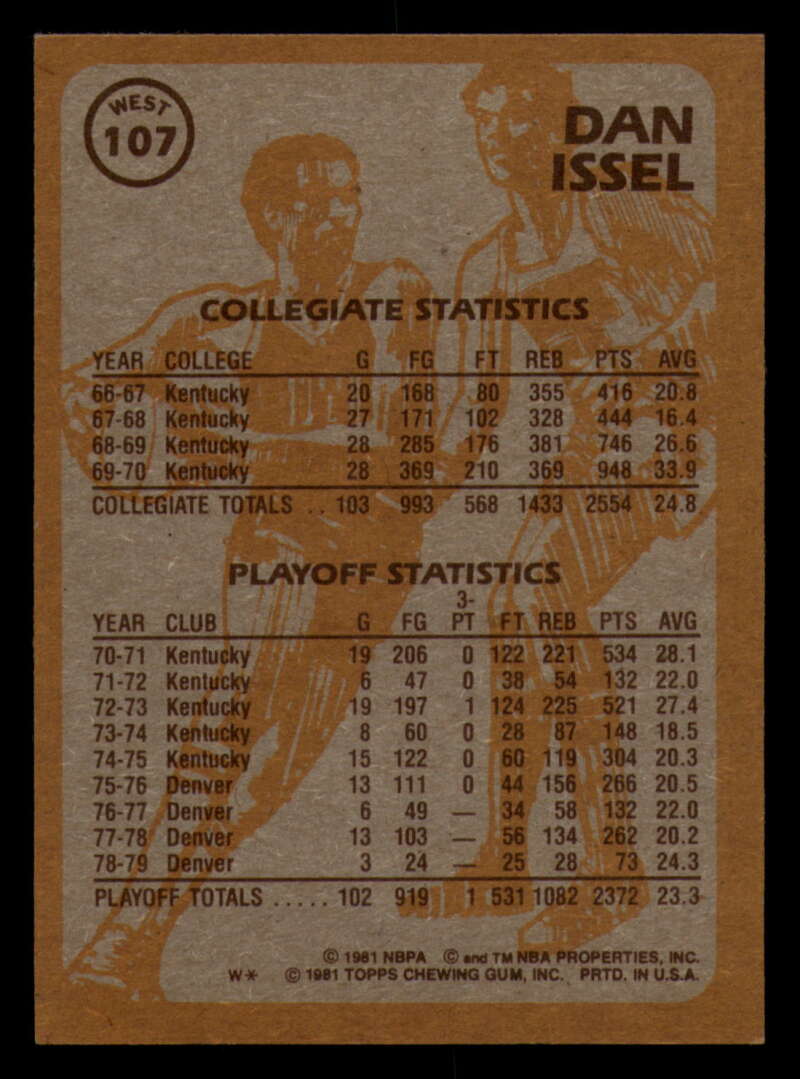 WEST
107
DAN
ISSEL
COLLEGIATE STATISTICS
YEAR COLLEGE G FG FT REB PTS AVG
66-67 Kentucky 20 168 80 355 416 20.8
67-68 Kentucky 27 171 102 328 444 16.4
68-69 Kentucky 28 285 176 381 746 26.6
69-70 Kentucky 28 369 210 369 948 33.9
COLLEGIATE TOTALS .. 103 993 568 1433 2554 24.8
PLAYOFF STATISTICS
3-
YEAR CLUB G FG PT FT REB PTS AVG
70-71 Kentucky 19 206 0 122 221 534 28.1
71-72 Kentucky 6 47 0 38 54 132 22.0
72-73 Kentucky 19 197 1 124 225 521 27.4
73-74 Kentucky 8 60 0 28 87 148 18.5
74-75 Kentucky 15 122 0 60 119 304 20.3
75-76 Denver 13 111 0 44 156 266 20.5
76-77 Denver 6 49 — 34 58 132 22.0
77-78 Denver 13 103 — 56 134 262 20.2
78-79 Denver 3 24 — 25 28 73 24.3
PLAYOFF TOTALS ..... 102 919 1 531 1082 2372 23.3
© 1981 NBPA © and TM NBA PROPERTIES, INC.
W* © 1981 TOPPS CHEWING GUM, INC. PRTD. IN U.S.A.